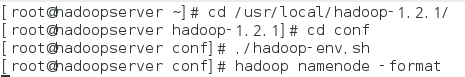 [root@hadoopserver ~]# cd /usr/local/hadoop-1.2.1/
[root@hadoopserver hadoop-1.2.1]# cd conf
[root@hadoopserver conf]# ./hadoop-env.sh
[root@hadoopserver conf]# hadoop namenode -format